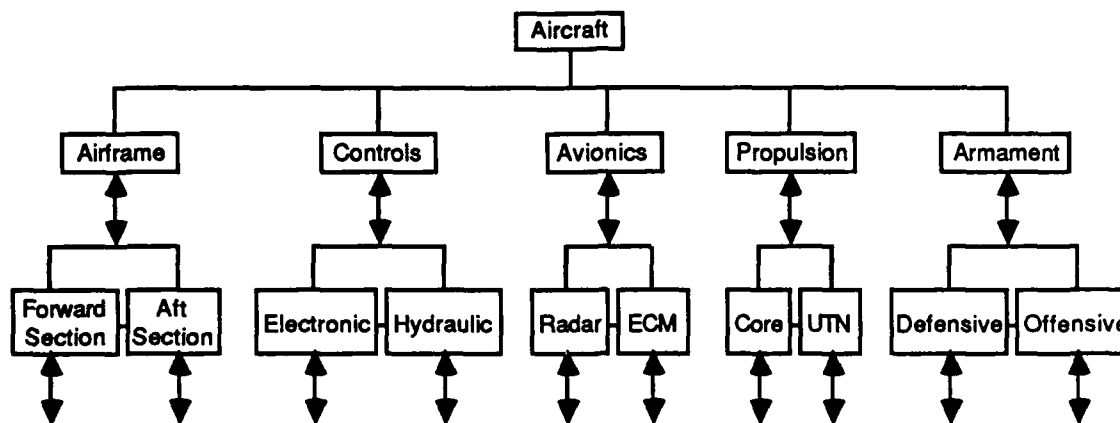 Aircraft
Airframe
Controls
Avionics
Propulsion
Armament
Forward
Section
Aft
Section
Electronic
Hydraulic
Radar
ECM
Core
UTN
Defensive
Offensive